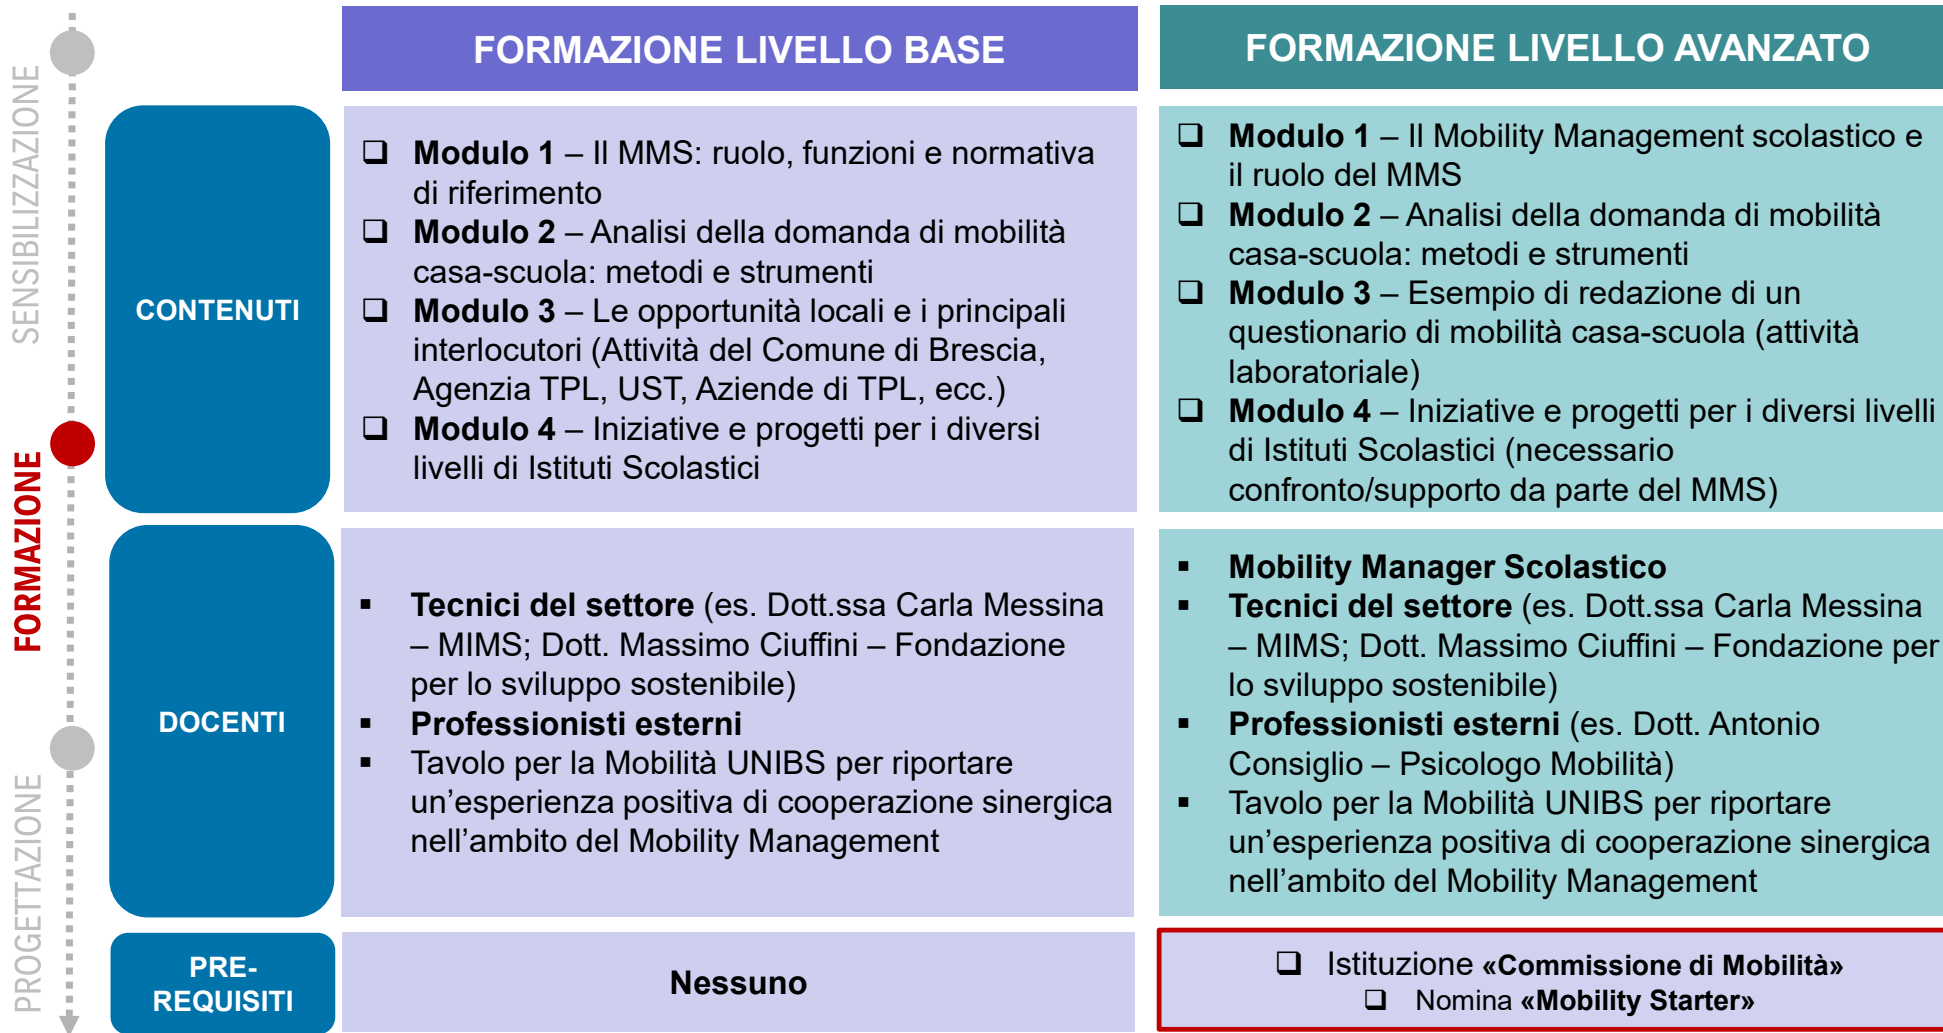 SENSIBILIZZAZIONE
FORMAZIONE
PROGETTAZIONE
FORMAZIONE LIVELLO BASE
FORMAZIONE LIVELLO AVANZATO
CONTENUTI
❑ Modulo 1 – Il MMS: ruolo, funzioni e normativa
di riferimento
❑ Modulo 2 – Analisi della domanda di mobilità
casa-scuola: metodi e strumenti
❑ Modulo 3 – Le opportunità locali e i principali
interlocutori (Attività del Comune di Brescia,
Agenzia TPL, UST, Aziende di TPL, ecc.)
❑ Modulo 4 – Iniziative e progetti per i diversi
livelli di Istituti Scolastici
❑ Modulo 1 – Il Mobility Management scolastico e
il ruolo del MMS
❑ Modulo 2 – Analisi della domanda di mobilità
casa-scuola: metodi e strumenti
❑ Modulo 3 – Esempio di redazione di un
questionario di mobilità casa-scuola (attività
laboratoriale)
❑ Modulo 4 – Iniziative e progetti per i diversi livelli
di Istituti Scolastici (necessario
confronto/supporto da parte del MMS)
DOCENTI
▪ Tecnici del settore (es. Dott.ssa Carla Messina
– MIMS; Dott. Massimo Ciuffini – Fondazione
per lo sviluppo sostenibile)
▪ Professionisti esterni
▪ Tavolo per la Mobilità UNIBS per riportare
un’esperienza positiva di cooperazione sinergica
nell’ambito del Mobility Management
▪ Mobility Manager Scolastico
▪ Tecnici del settore (es. Dott.ssa Carla Messina
– MIMS; Dott. Massimo Ciuffini – Fondazione per
lo sviluppo sostenibile)
▪ Professionisti esterni (es. Dott. Antonio
Consiglio – Psicologo Mobilità)
▪ Tavolo per la Mobilità UNIBS per riportare
un’esperienza positiva di cooperazione sinergica
nell’ambito del Mobility Management
PRE-
REQUISITI
Nessuno
❑ Istituzione «Commissione di Mobilità»
❑ Nomina «Mobility Starter»